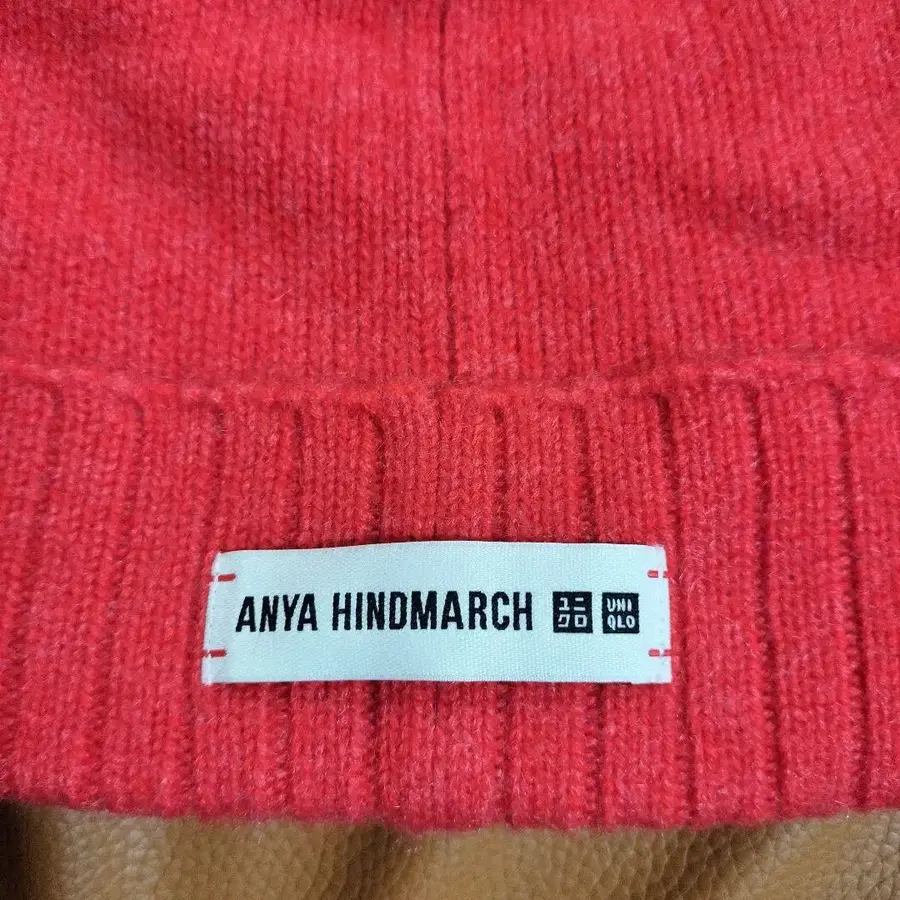 ANYA HINDMARCH ユニクロ UNIQLO